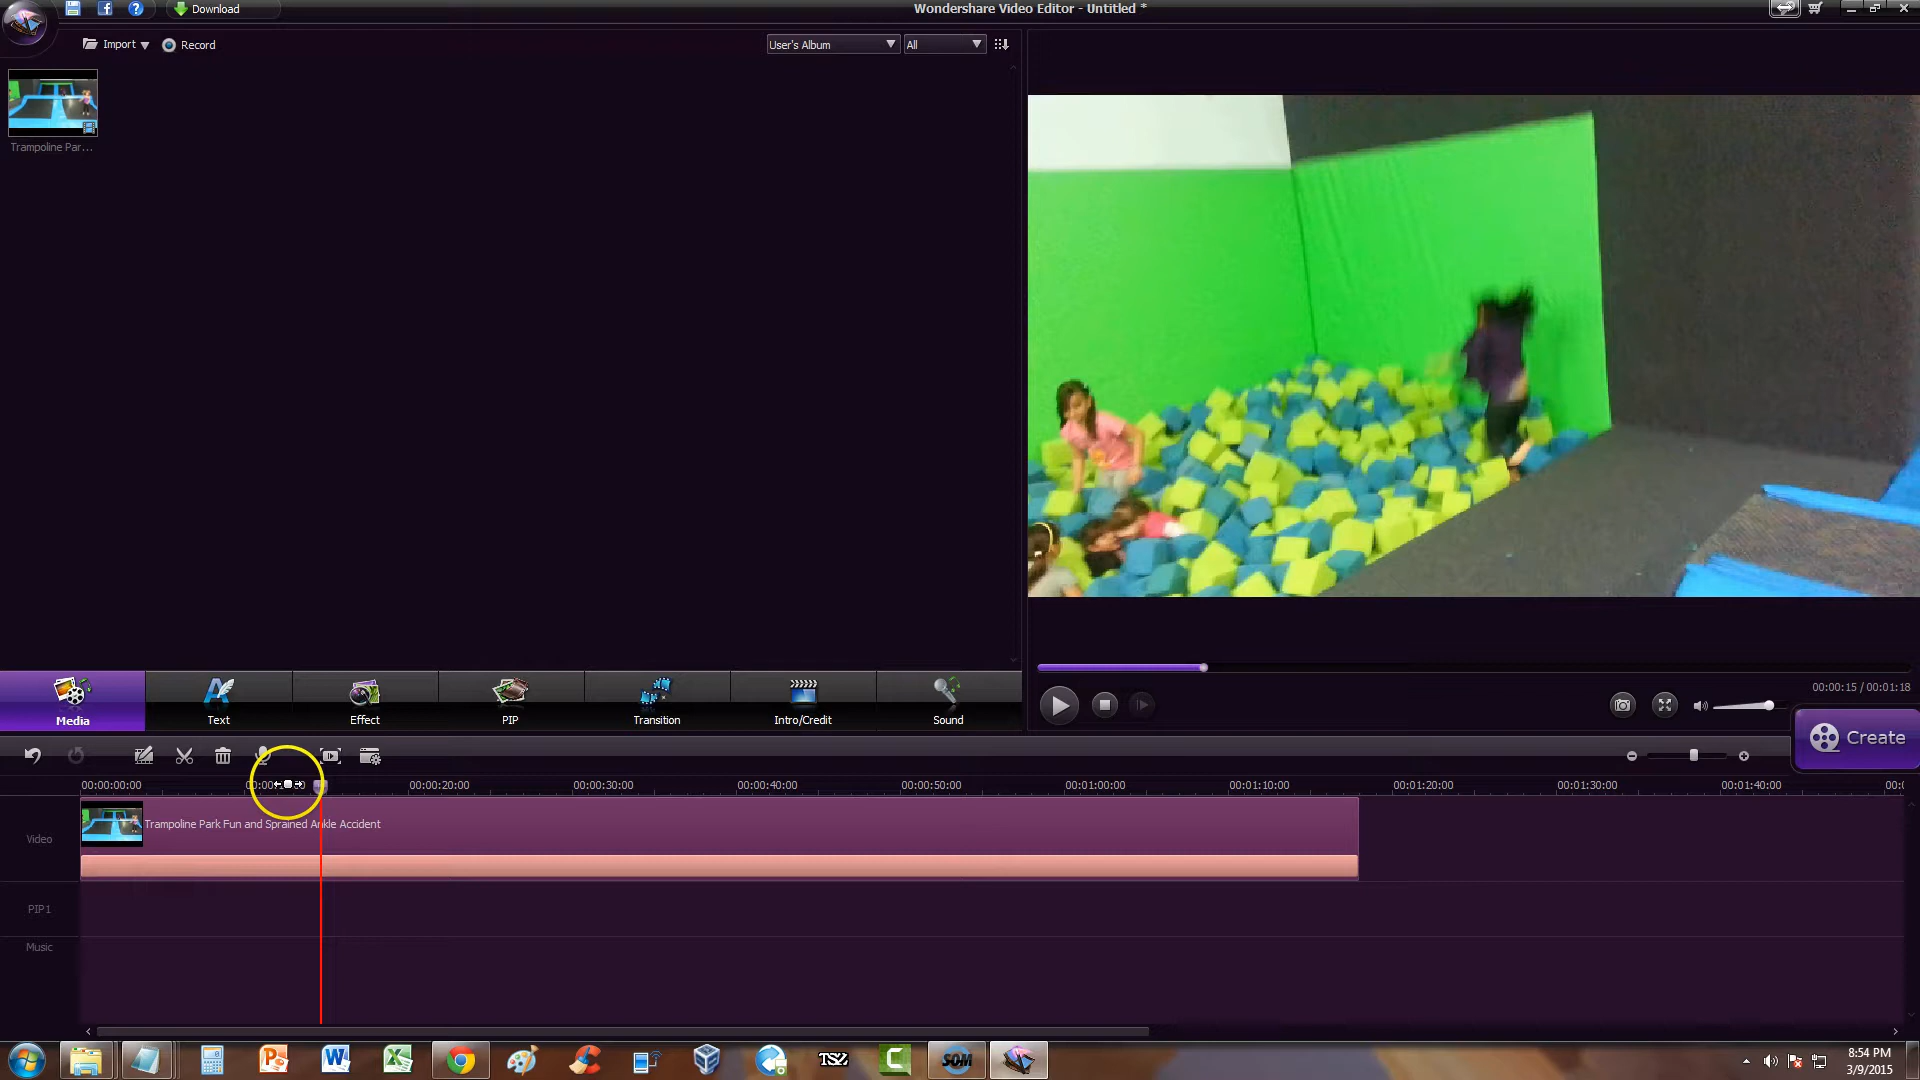 Download
Wondershare Video Editor - Untitled *
Import
Record
User's Album
All
Trampoline Par...
00:00:15 / 00:01:18
Media
Text
Effect
PIP
Transition
Intro/Credit
Sound
Create
00:00:00:00
00:00:20:00
00:00:30:00
00:00:40:00
00:00:50:00
00:01:00:00
00:01:10:00
00:01:20:00
00:01:30:00
00:01:40:00
Video
Trampoline Park Fun and Sprained Ankle Accident
PIP1
Music
TSZ
SOM
8:54 PM
3/9/2015